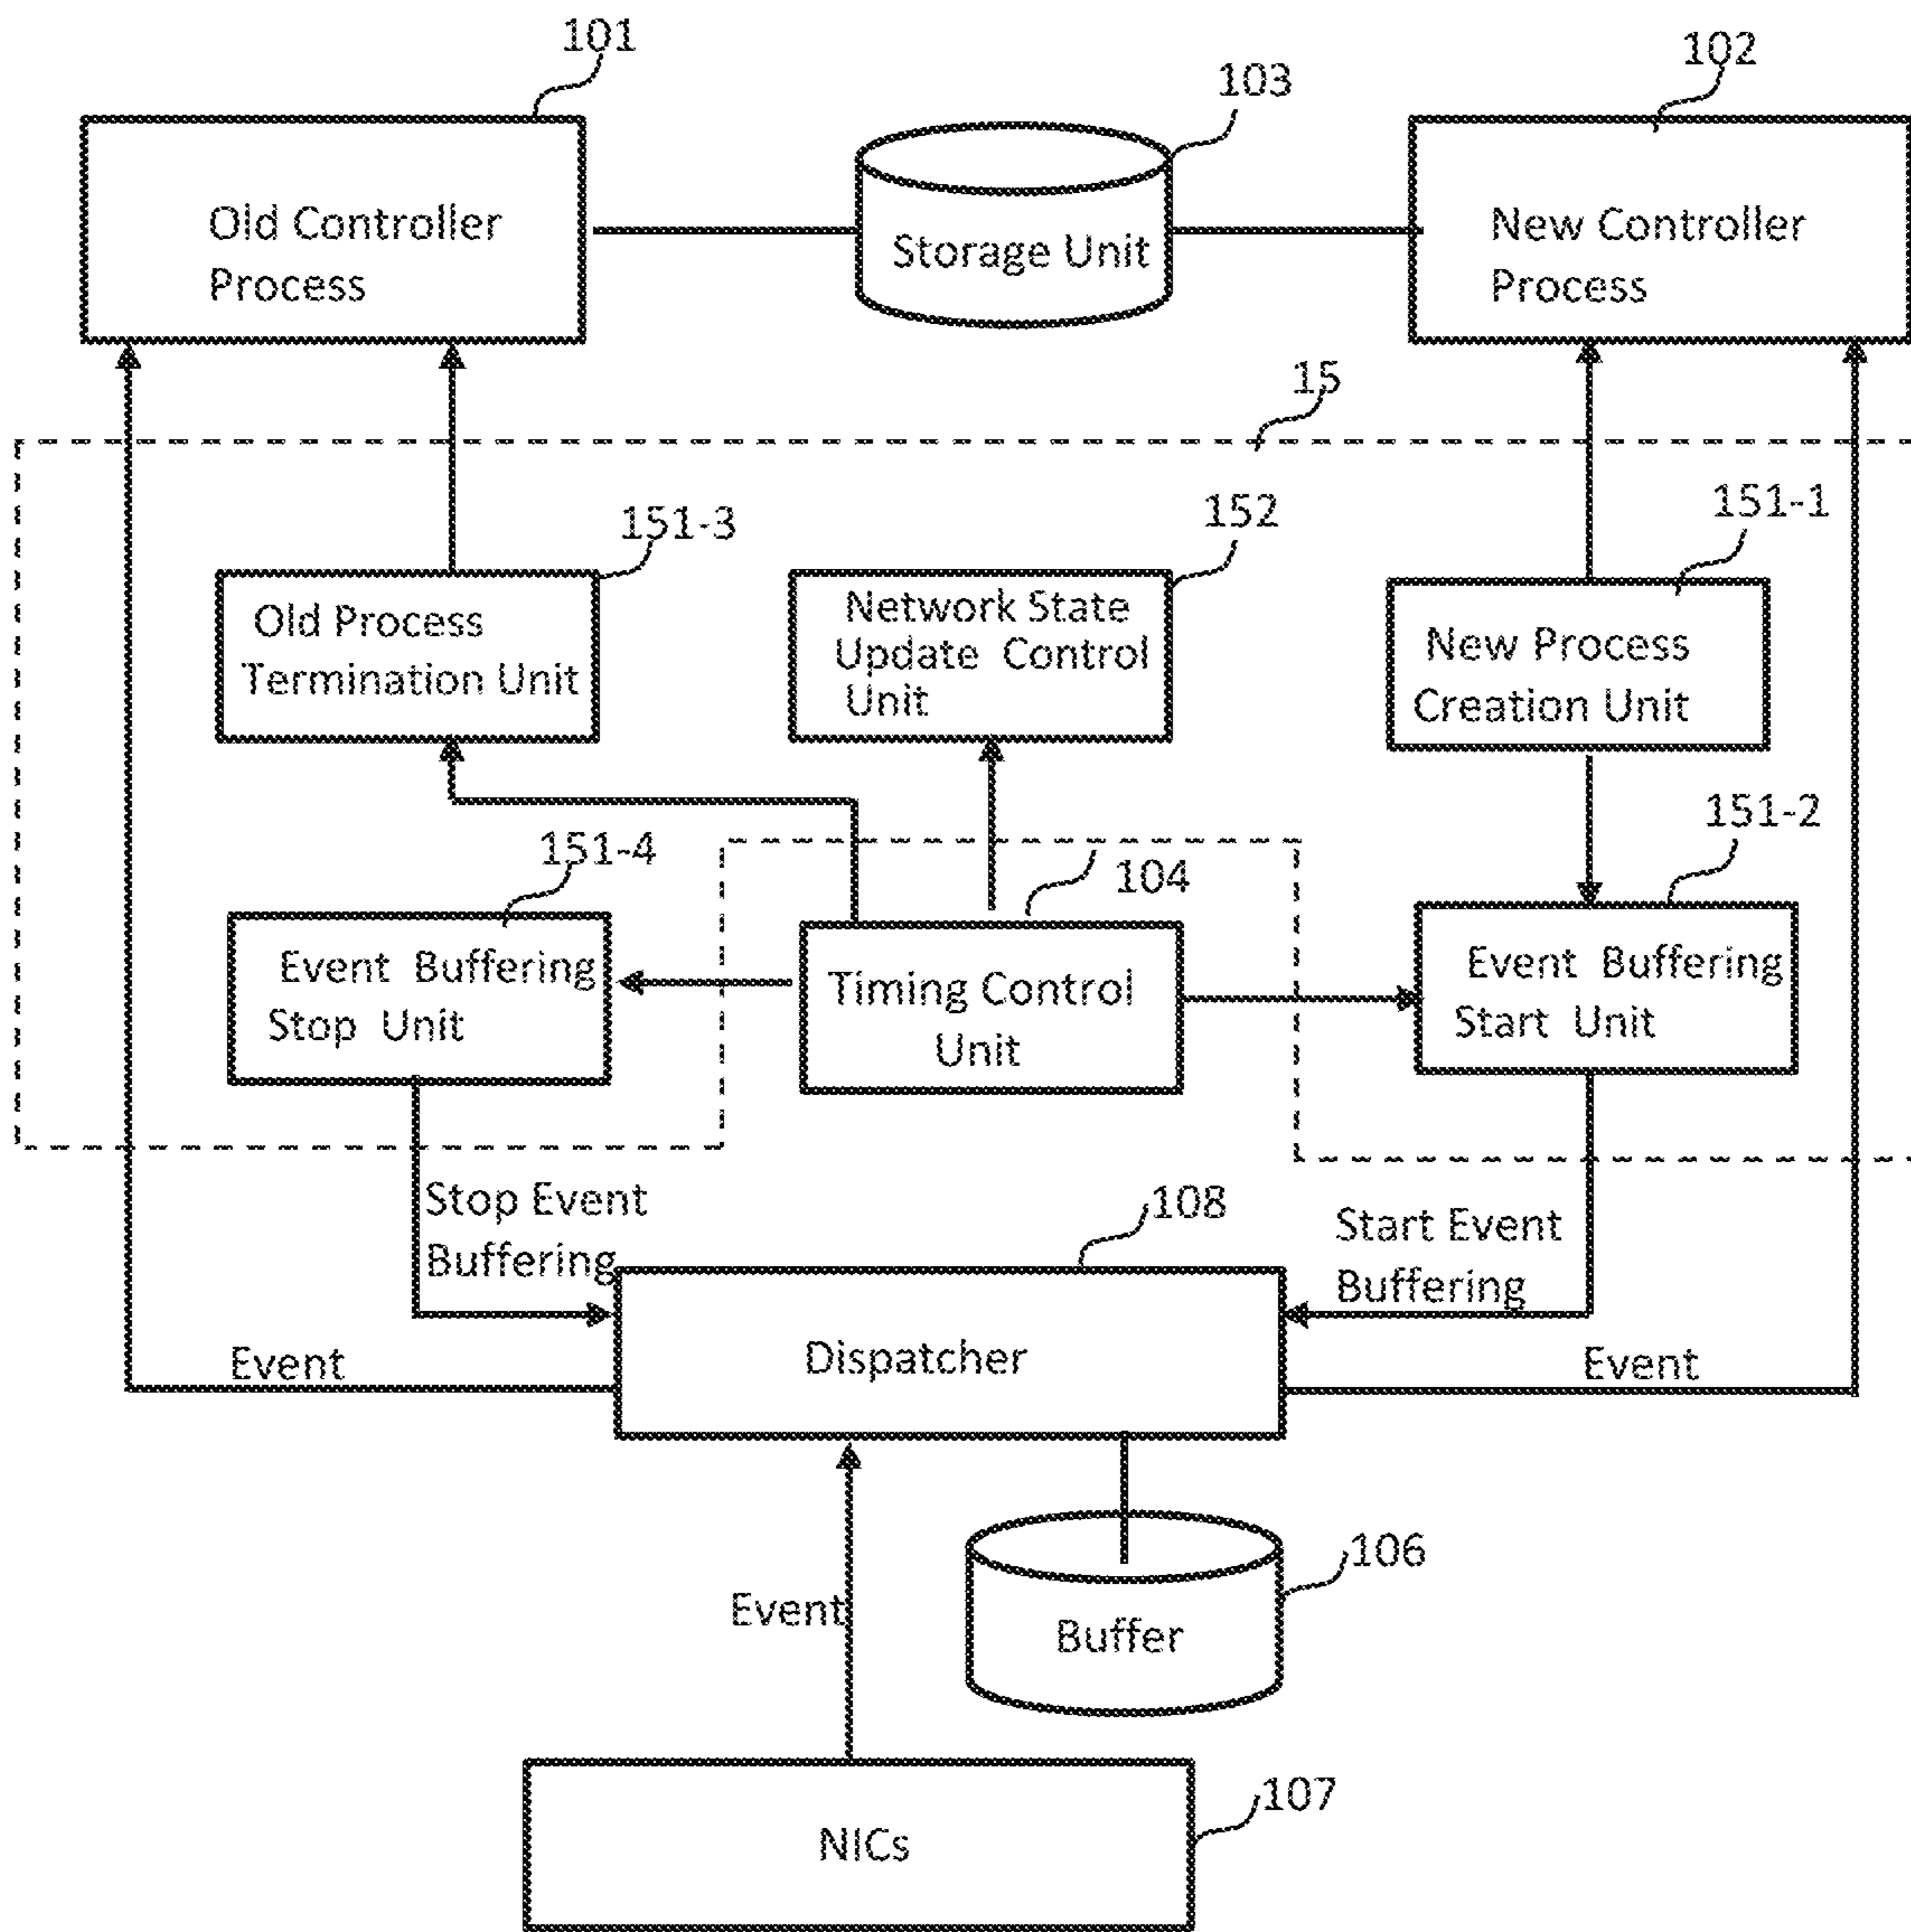 101
102
103
Old Controller
Process
Storage Unit
New Controller
Process
15
151-3
152
151-1
Old Process
Termination Unit
Network State
Update Control
Unit
New Process
Creation Unit
151-4
104
151-2
Event Buffering
Stop Unit
Timing Control
Unit
Event Buffering
Start Unit
Stop Event
Buffering
108
Start Event
Buffering
Event
Dispatcher
Event
Event
106
Buffer
107
NICs